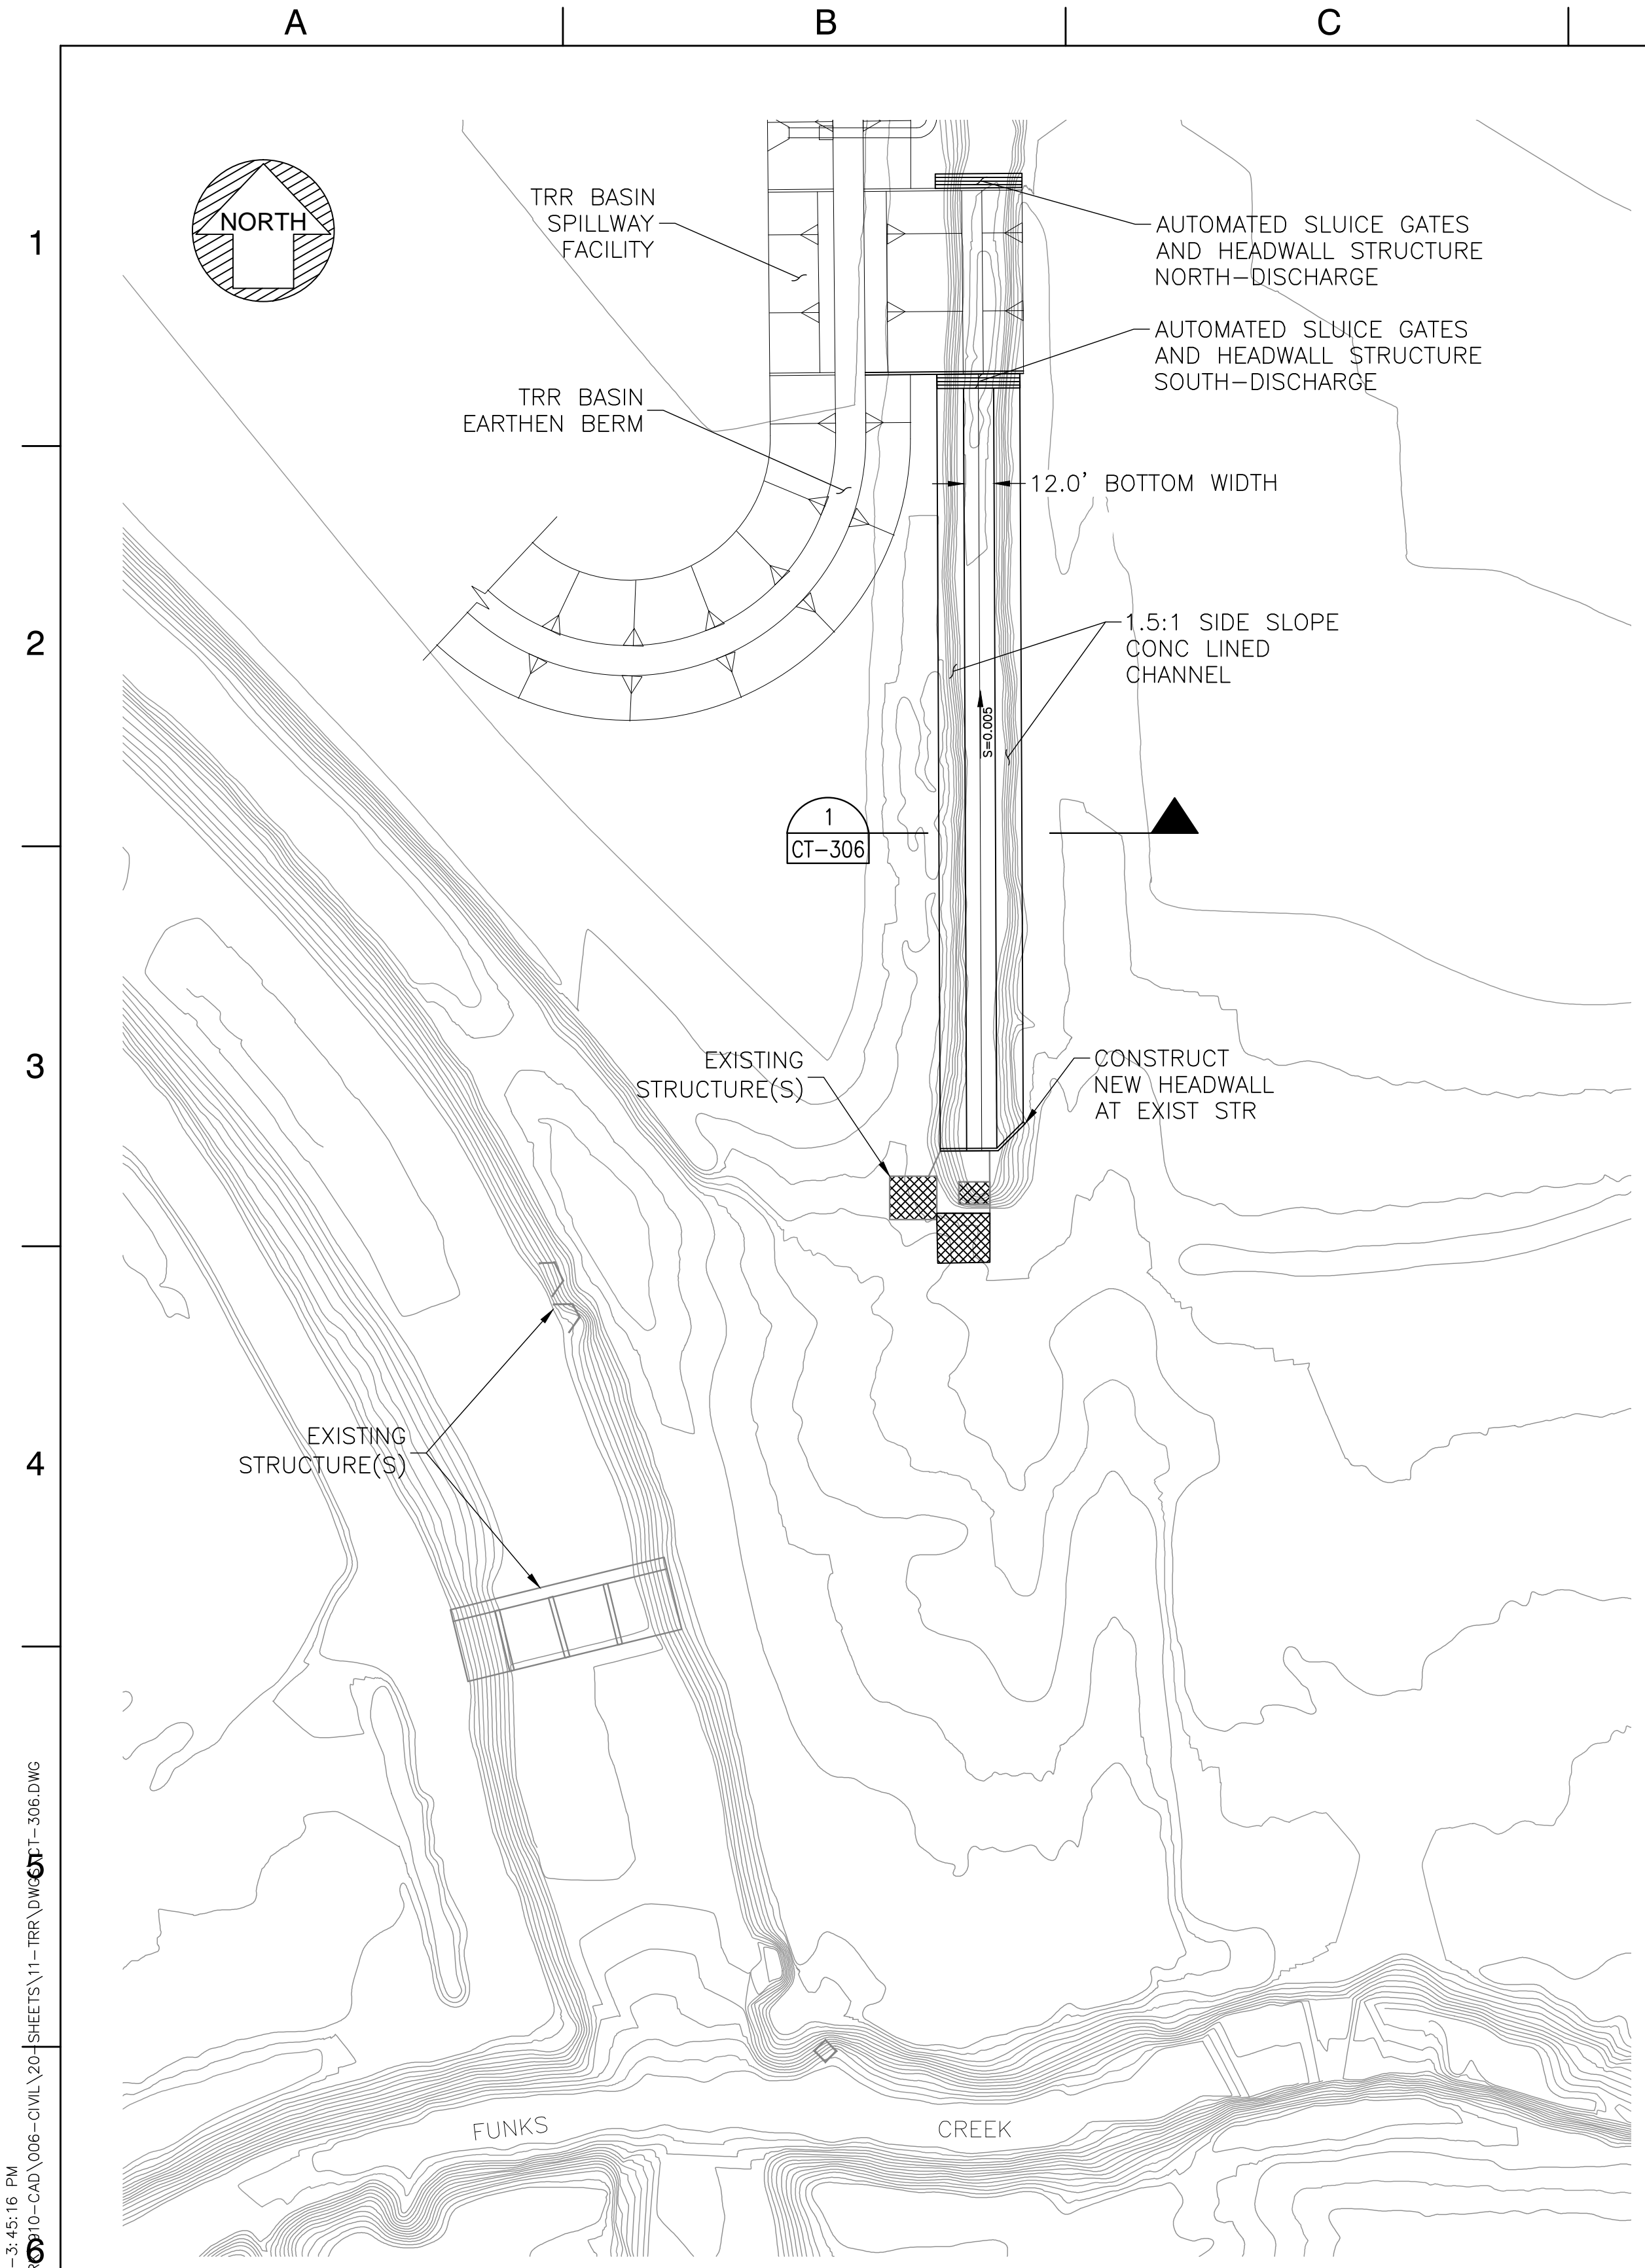 A
B
C
1
NORTH
TRR BASIN
SPILLWAY
FACILITY
AUTOMATED SLUICE GATES
AND HEADWALL STRUCTURE
NORTH-DISCHARGE
AUTOMATED SLUICE GATES
AND HEADWALL STRUCTURE
SOUTH-DISCHARGE
TRR BASIN
EARTHEN BERM
12.0' BOTTOM WIDTH
2
1.5:1 SIDE SLOPE
CONC LINED
CHANNEL
S=0.005
1
CT-306
3
EXISTING
STRUCTURE(S)
CONSTRUCT
NEW HEADWALL
AT EXIST STR
4
EXISTING
STRUCTURE(S)
5
FUNKS CREEK
6
-3:45:16 PM
910-CAD\006-CIVIL\20-SHEETS\11-TRR\DWGS\CT-306.DWG